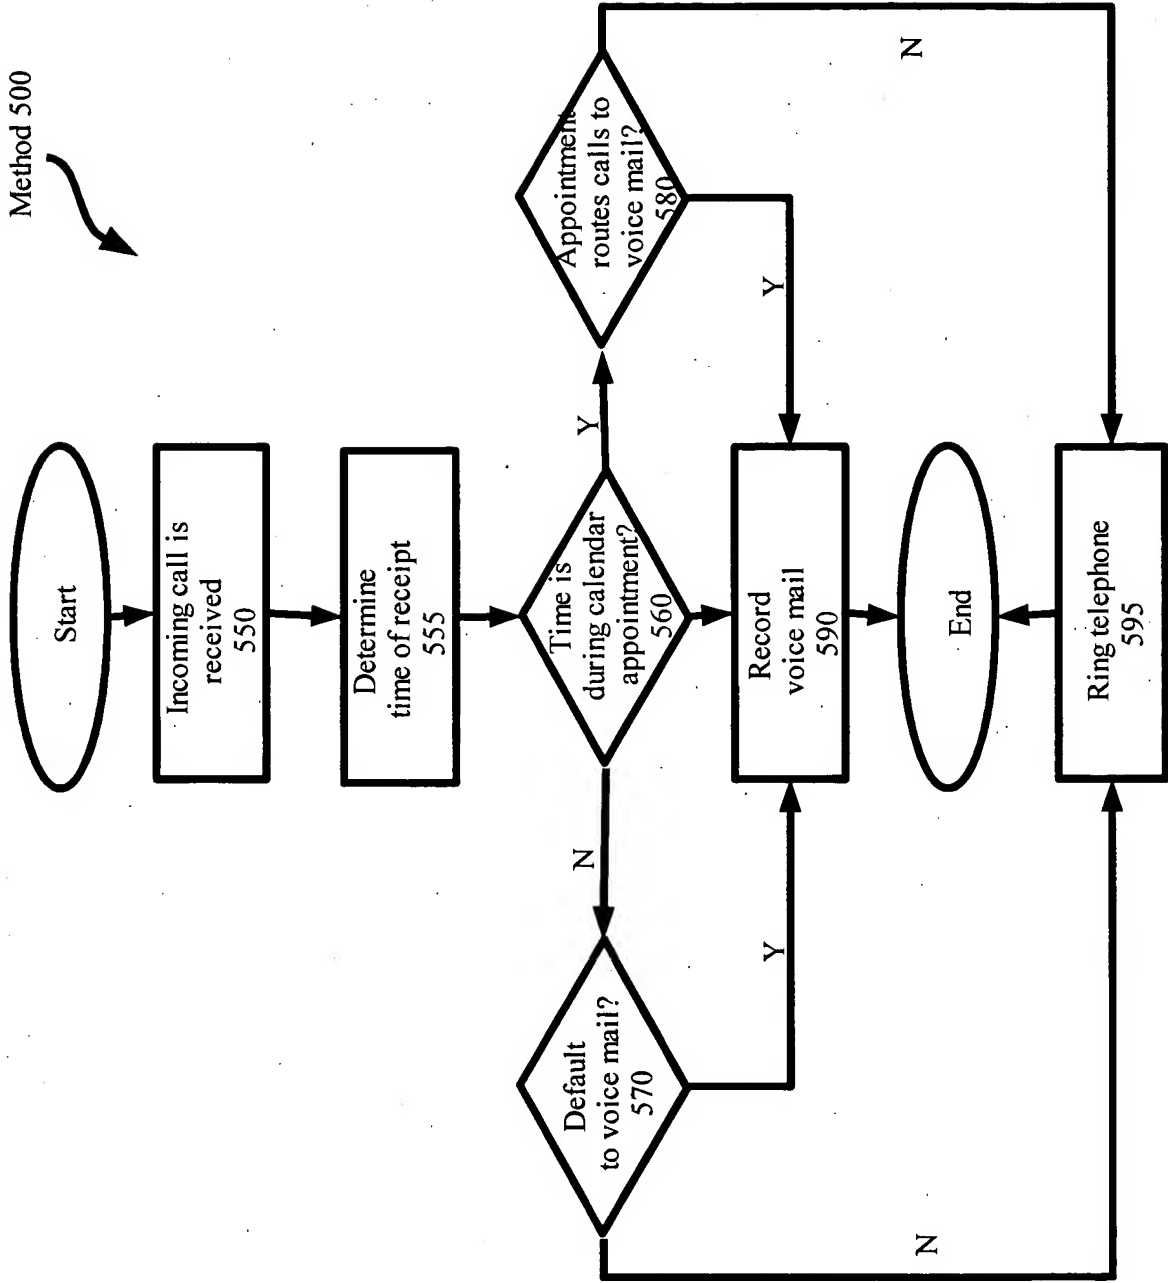 Method 500
Start
Incoming call is
received
550
Determine
time of receipt
555
Time is
during calendar
appointment?
560
Y
N
Appointment
routes calls to
voice mail?
580
Y
N
Default
to voice mail?
570
Y
N
Record
voice mail
590
End
Ring telephone
595